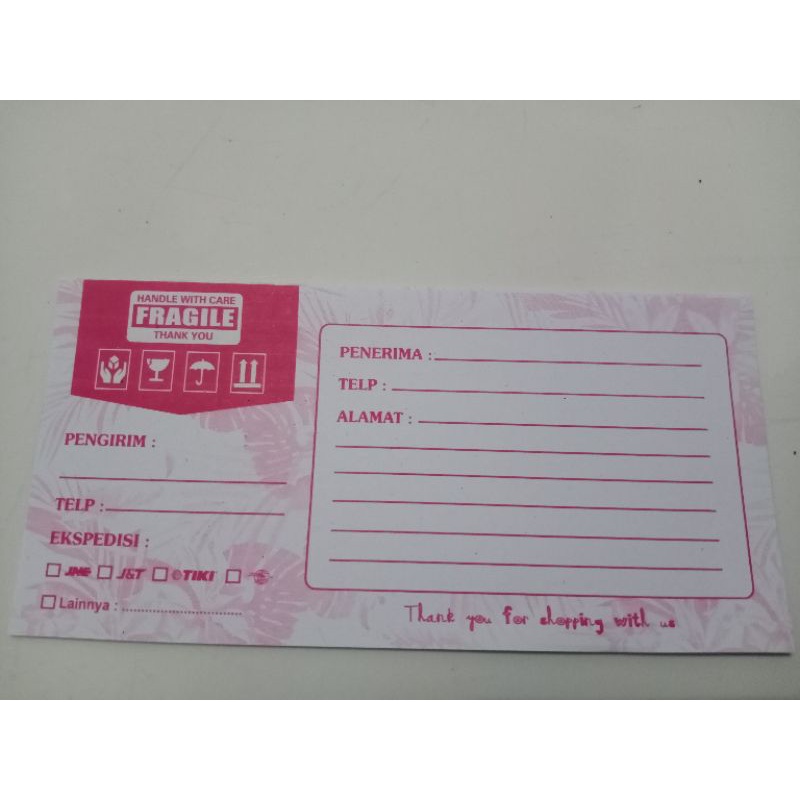 HANDLE WITH CARE
FRAGILE
THANK YOU
PENGIRIM :
TELP :
EKSPEDISI :
JNE J&T TIKI
Lainnya : ................................
PENERIMA :
TELP :
ALAMAT :
Thank you for shopping with us